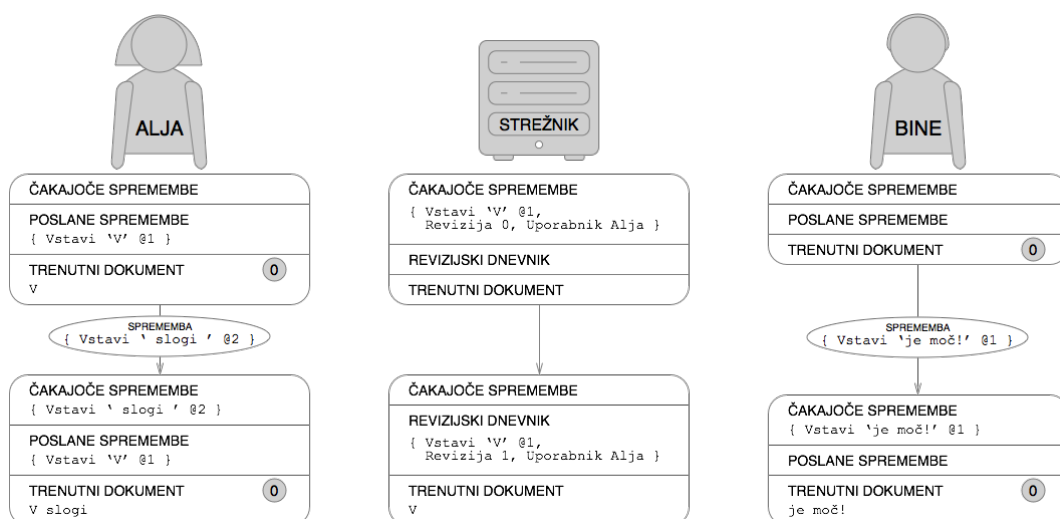 ALJA
ČAKAJOČE SPREMEMBE
POSLANE SPREMEMBE
{ Vstavi ‘V’ @1 }
TRENUTNI DOKUMENT 0
V
SPREMEMBA
{ Vstavi ‘ slogi ’ @2 }
ČAKAJOČE SPREMEMBE
{ Vstavi ‘ slogi ’ @2 }
POSLANE SPREMEMBE
{ Vstavi ‘V’ @1 }
TRENUTNI DOKUMENT 0
V slogi
STREŽNIK
ČAKAJOČE SPREMEMBE
{ Vstavi ‘V’ @1,
Revizija 0, Uporabnik Alja }
REVIZIJSKI DNEVNIK
TRENUTNI DOKUMENT
ČAKAJOČE SPREMEMBE
REVIZIJSKI DNEVNIK
{ Vstavi ‘V’ @1,
Revizija 1, Uporabnik Alja }
TRENUTNI DOKUMENT
V
BINE
ČAKAJOČE SPREMEMBE
POSLANE SPREMEMBE
TRENUTNI DOKUMENT 0
SPREMEMBA
{ Vstavi ‘je moč!’ @1 }
ČAKAJOČE SPREMEMBE
{ Vstavi ‘je moč!’ @1 }
POSLANE SPREMEMBE
TRENUTNI DOKUMENT 0
je moč!